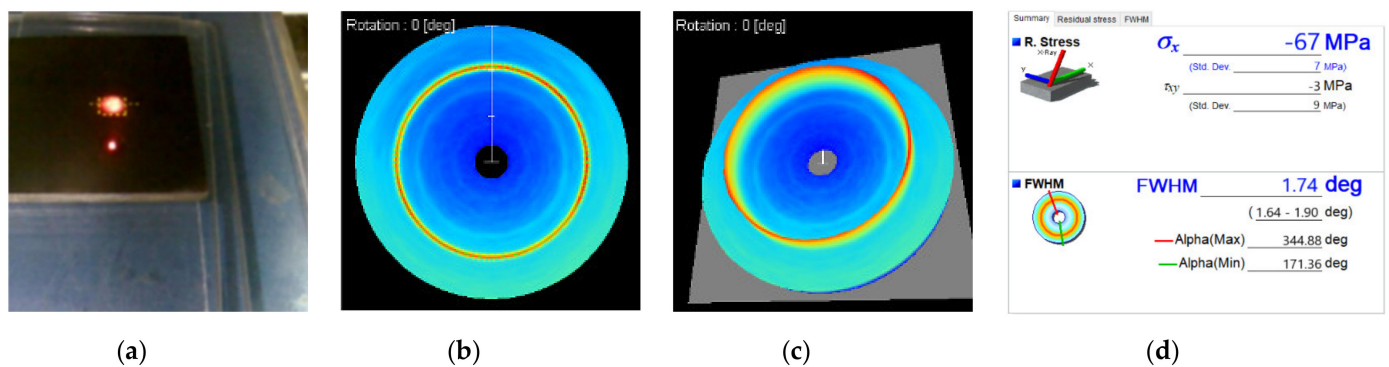 Rotation : 0 [deg]
Rotation : 0 [deg]
Summary Residual stress FWHM
R. Stress
X-Ray
Y
X
σx -67 MPa
(Std. Dev. 7 MPa)
τxy -3 MPa
(Std. Dev. 9 MPa)
FWHM
FWHM 1.74 deg
( 1.64 - 1.90 deg)
Alpha(Max) 344.88 deg
Alpha(Min) 171.36 deg
(a) (b) (c) (d)